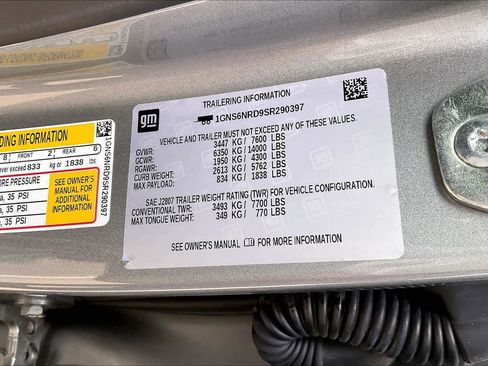 DING INFORMATION
8 FRONT 2 REAR 6
ever exceed 833 kg or 1838 lbs
RE PRESSURE
a, 35 PSI
a, 35 PSI
35 PSI
SEE OWNER'S
MANUAL FOR
ADDITIONAL
INFORMATION
1GNS6NRD9SR290397
gm
TRAILERING INFORMATION
1GNS6NRD9SR290397
VEHICLE AND TRAILER MUST NOT EXCEED ANY OF THESE VALUES.
GVWR: 3447 KG / 7600 LBS
GCWR: 6350 KG / 14000 LBS
RGAWR: 1950 KG / 4300 LBS
CURB WEIGHT: 2613 KG / 5762 LBS
MAX PAYLOAD: 834 KG / 1838 LBS
SAE J2807 TRAILER WEIGHT RATING (TWR) FOR VEHICLE CONFIGURATION.
CONVENTIONAL TWR: 3493 KG / 7700 LBS
MAX TONGUE WEIGHT: 349 KG / 770 LBS
SEE OWNER'S MANUAL FOR MORE INFORMATION